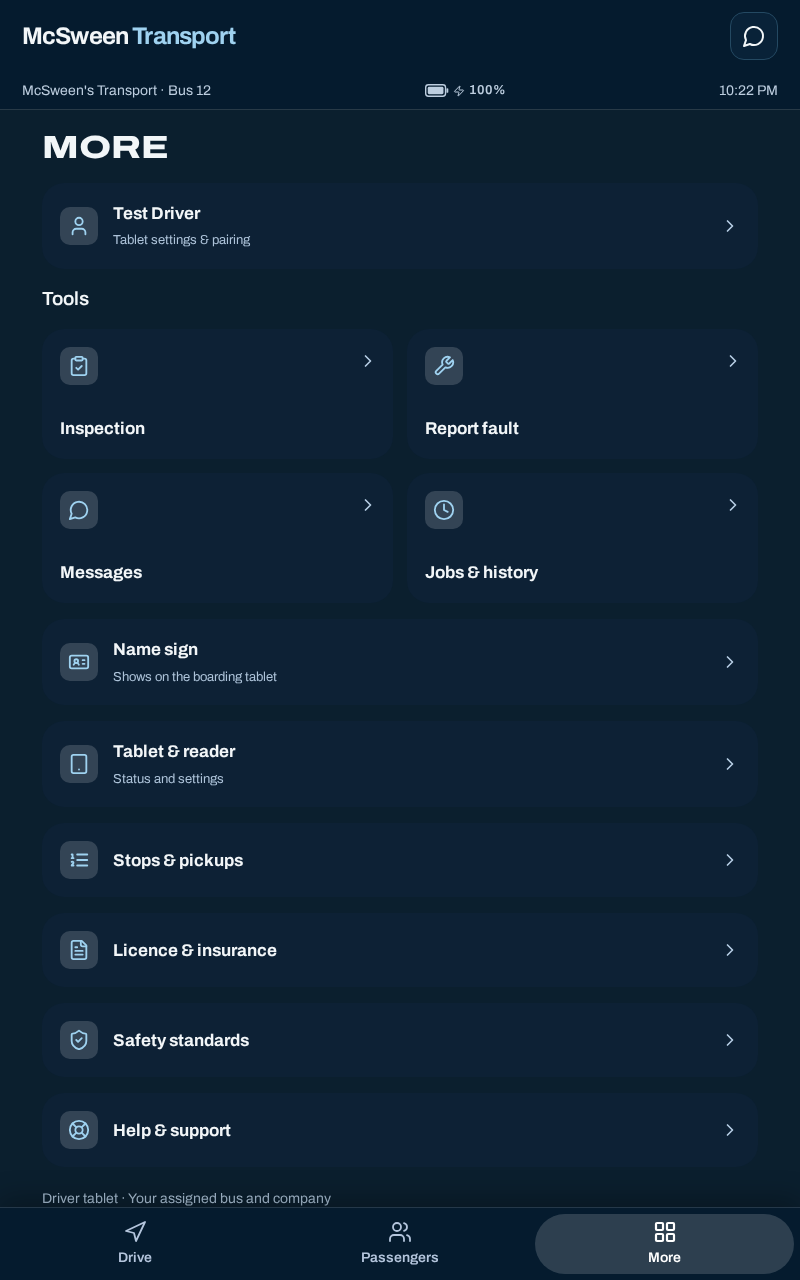 McSween Transport
McSween's Transport · Bus 12
100%
10:22 PM
MORE
Test Driver
Tablet settings & pairing
Tools
Inspection
Report fault
Messages
Jobs & history
Name sign
Shows on the boarding tablet
Tablet & reader
Status and settings
Stops & pickups
Licence & insurance
Safety standards
Help & support
Driver tablet · Your assigned bus and company
Drive
Passengers
More